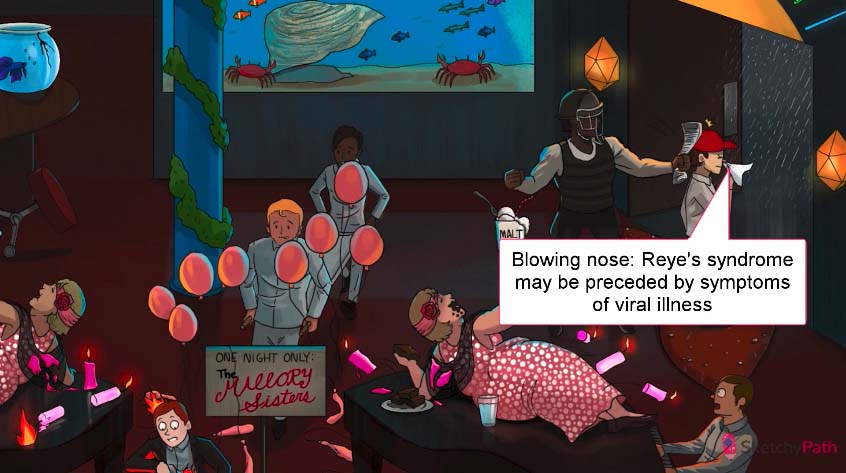 MALT
Blowing nose: Reye's syndrome
may be preceded by symptoms
of viral illness
ONE NIGHT ONLY:
The
MALLORY
Sisters
SketchyPath